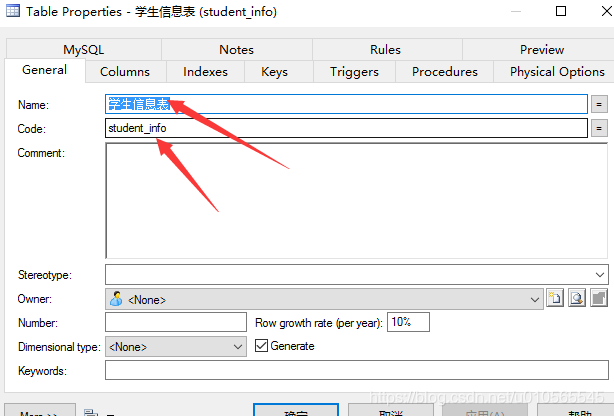 Table Properties - 学生信息表 (student_info)
MySQL Notes Rules Preview
General Columns Indexes Keys Triggers Procedures Physical Options
Name: 学生信息表 =
Code: student_info =
Comment:
Stereotype:
Owner: <None>
Number: Row growth rate (per year): 10%
Dimensional type: <None> Generate
Keywords:
More >> 确定 取消 应用(A) 帮助
https://blog.csdn.net/u010565545